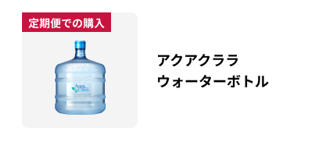 定期便での購入
アクアクララ
ウォーターボトル